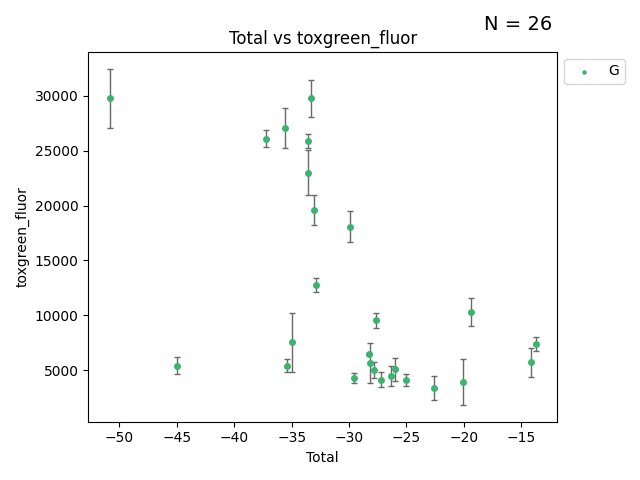 N = 26
Total vs toxgreen_fluor
G
30000
25000
20000
15000
10000
5000
toxgreen_fluor
−50 −45 −40 −35 −30 −25 −20 −15
Total